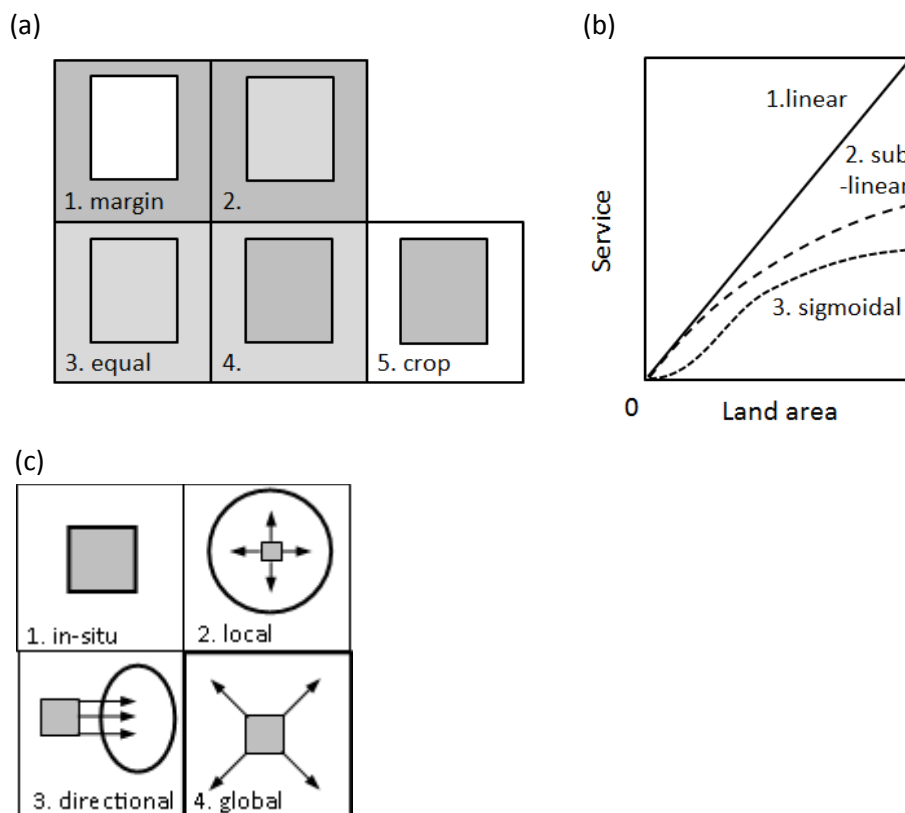 (a)
1. margin
2.
3. equal
4.
5. crop
(b)
1.linear
2. sub
-linear
3. sigmoidal
Service
0
Land area
(c)
1. in-situ
2. local
3. directional
4. global